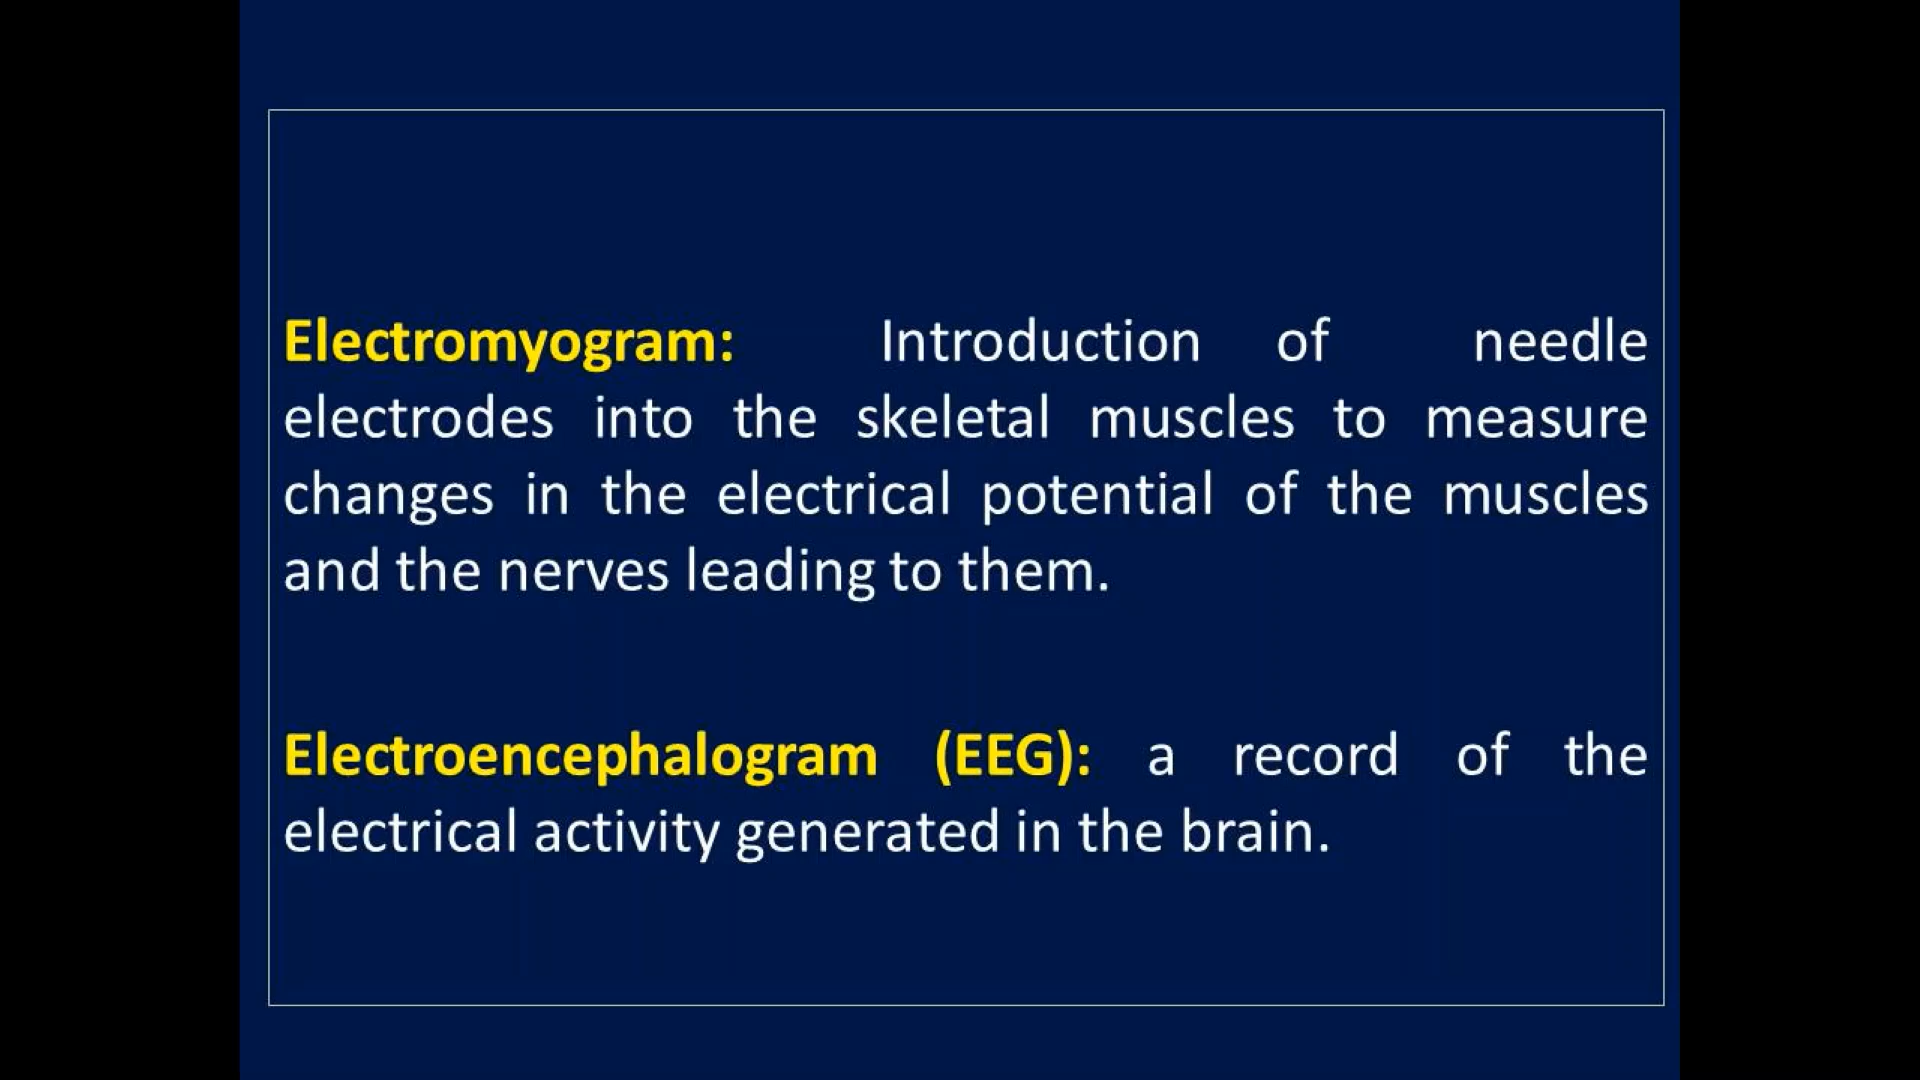 Electromyogram: Introduction of needle
electrodes into the skeletal muscles to measure
changes in the electrical potential of the muscles
and the nerves leading to them.
Electroencephalogram (EEG): a record of the
electrical activity generated in the brain.